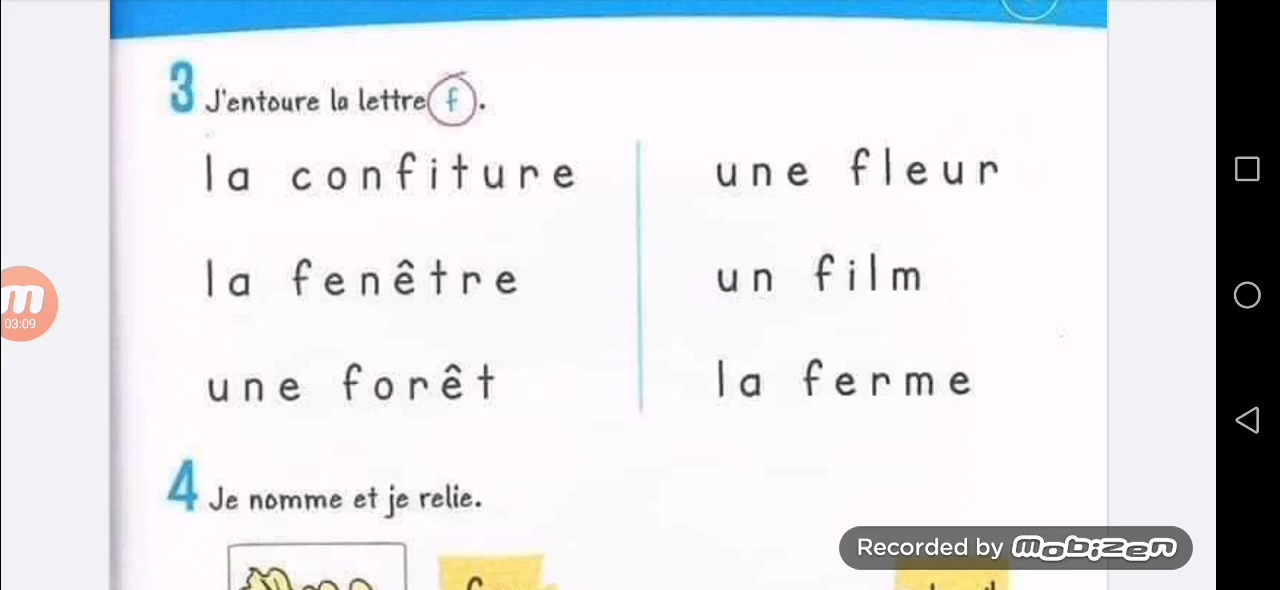 3 J'entoure la lettre f.
la confiture
la fenêtre
une forêt
une fleur
un film
la ferme
4 Je nomme et je relie.
03:09
Recorded by Mobizen